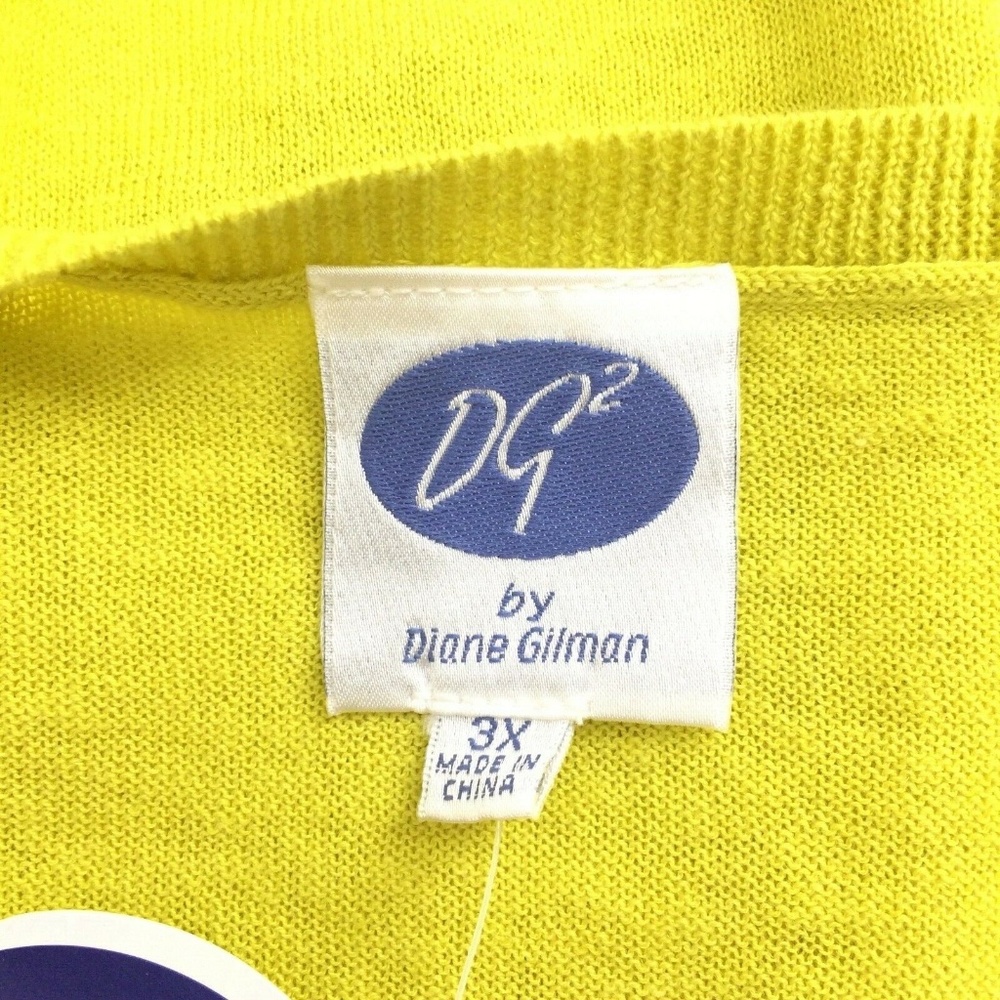 DG²
by
Diane Gilman
3X
MADE IN
CHINA